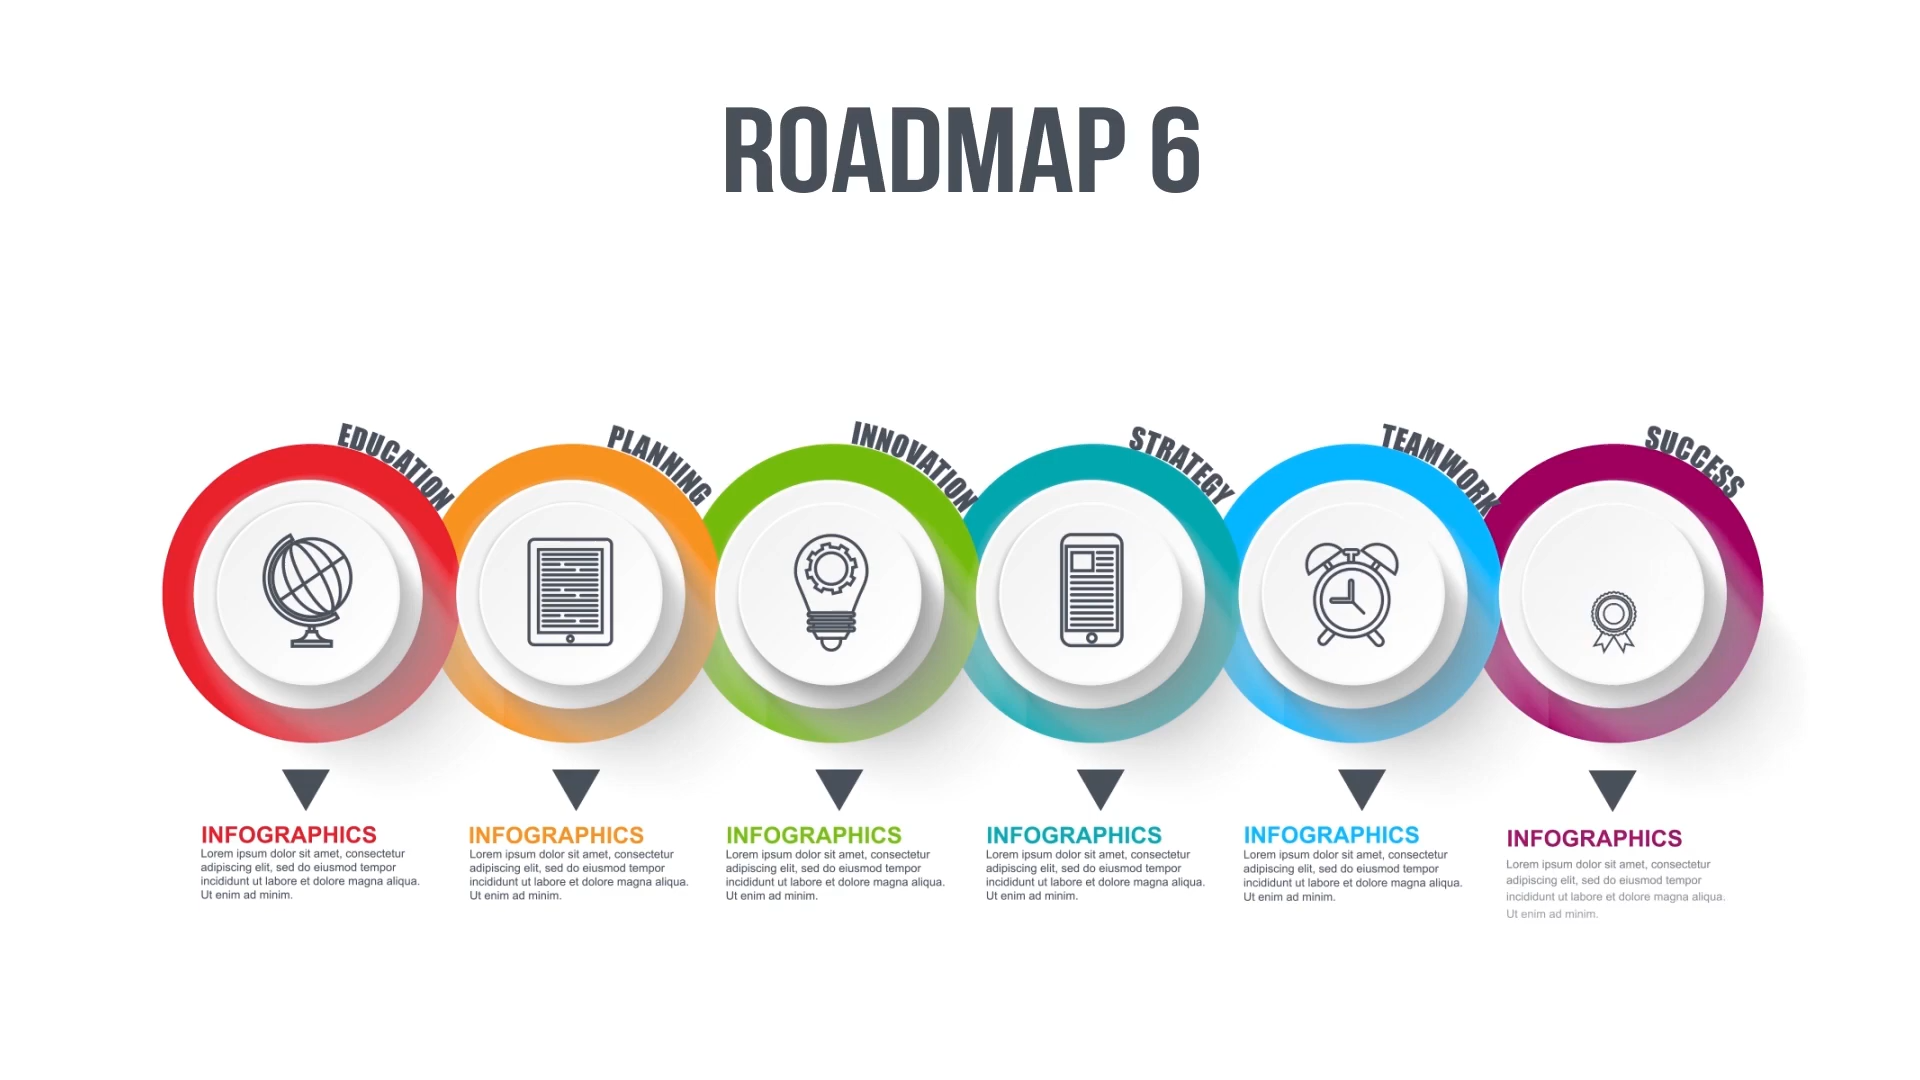 ROADMAP 6
EDUCATION
PLANNING
INNOVATION
STRATEGY
TEAMWORK
SUCCESS
INFOGRAPHICS
Lorem ipsum dolor sit amet, consectetur
adipiscing elit, sed do eiusmod tempor
incididunt ut labore et dolore magna aliqua.
Ut enim ad minim.
INFOGRAPHICS
Lorem ipsum dolor sit amet, consectetur
adipiscing elit, sed do eiusmod tempor
incididunt ut labore et dolore magna aliqua.
Ut enim ad minim.
INFOGRAPHICS
Lorem ipsum dolor sit amet, consectetur
adipiscing elit, sed do eiusmod tempor
incididunt ut labore et dolore magna aliqua.
Ut enim ad minim.
INFOGRAPHICS
Lorem ipsum dolor sit amet, consectetur
adipiscing elit, sed do eiusmod tempor
incididunt ut labore et dolore magna aliqua.
Ut enim ad minim.
INFOGRAPHICS
Lorem ipsum dolor sit amet, consectetur
adipiscing elit, sed do eiusmod tempor
incididunt ut labore et dolore magna aliqua.
Ut enim ad minim.
INFOGRAPHICS
Lorem ipsum dolor sit amet, consectetur
adipiscing elit, sed do eiusmod tempor
incididunt ut labore et dolore magna aliqua.
Ut enim ad minim.